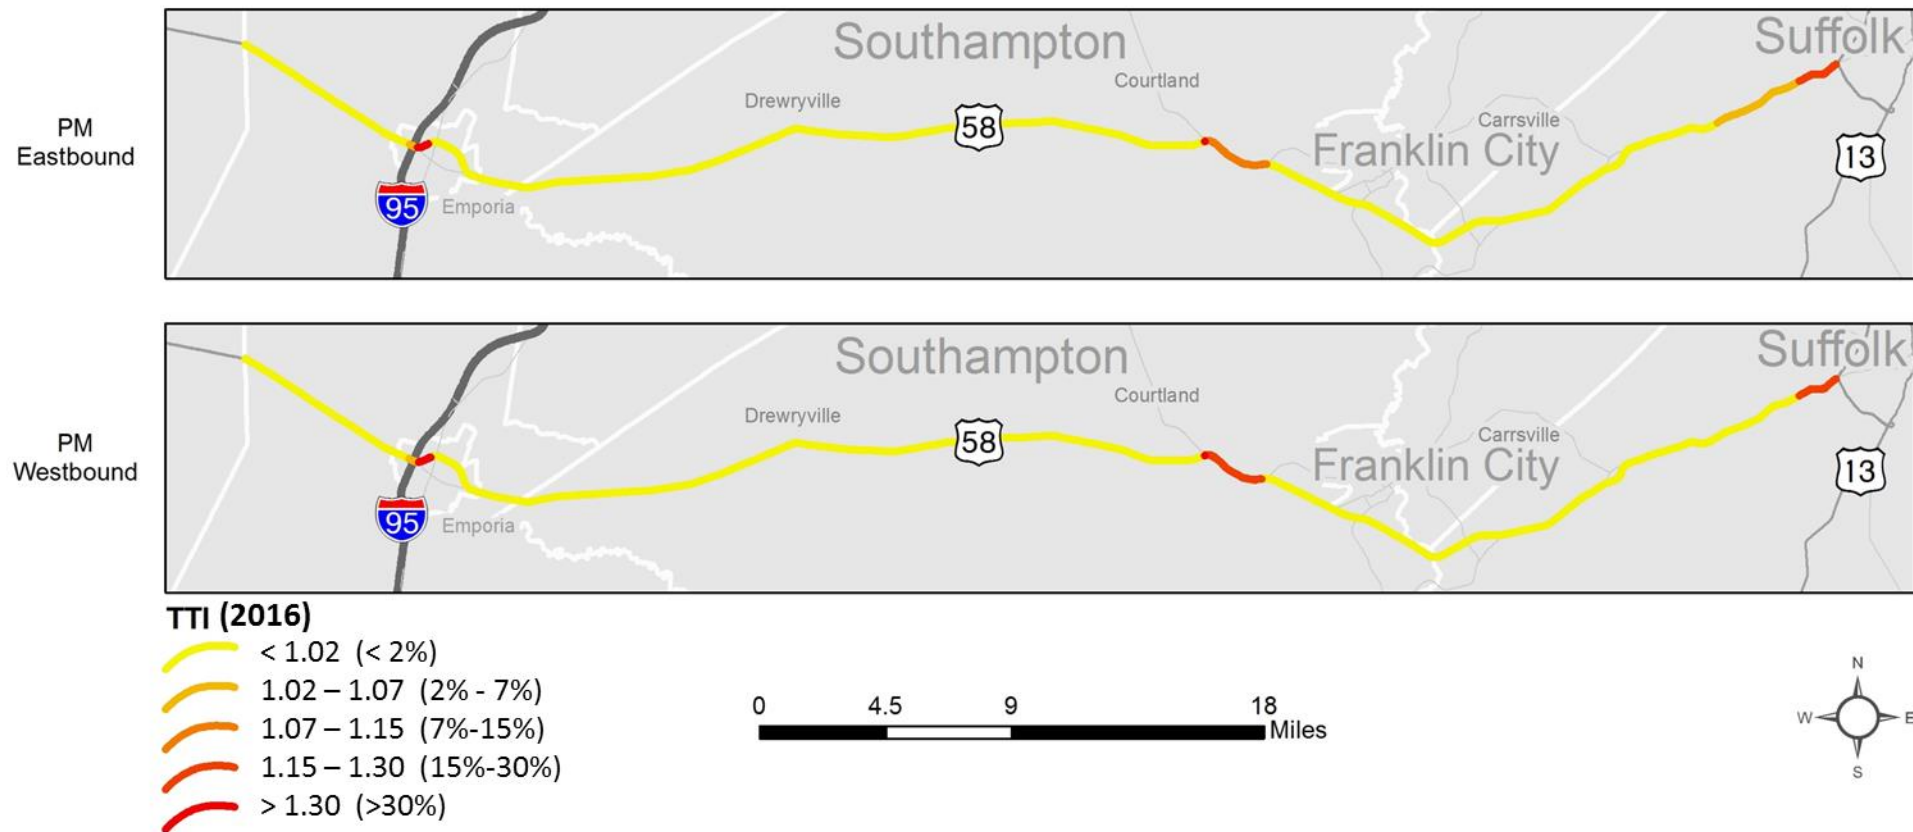 Southampton
Suffolk
Courtland
Drewryville
PM
Eastbound
58
Carrsville
Franklin City
13
95
Emporia
Southampton
Suffolk
Courtland
Drewryville
PM
Westbound
58
Carrsville
Franklin City
13
95
Emporia
TTI (2016)
< 1.02 (< 2%)
1.02 – 1.07 (2% - 7%)
1.07 – 1.15 (7%-15%)
1.15 – 1.30 (15%-30%)
> 1.30 (>30%)
0 4.5 9 18
Miles
N
W E
S